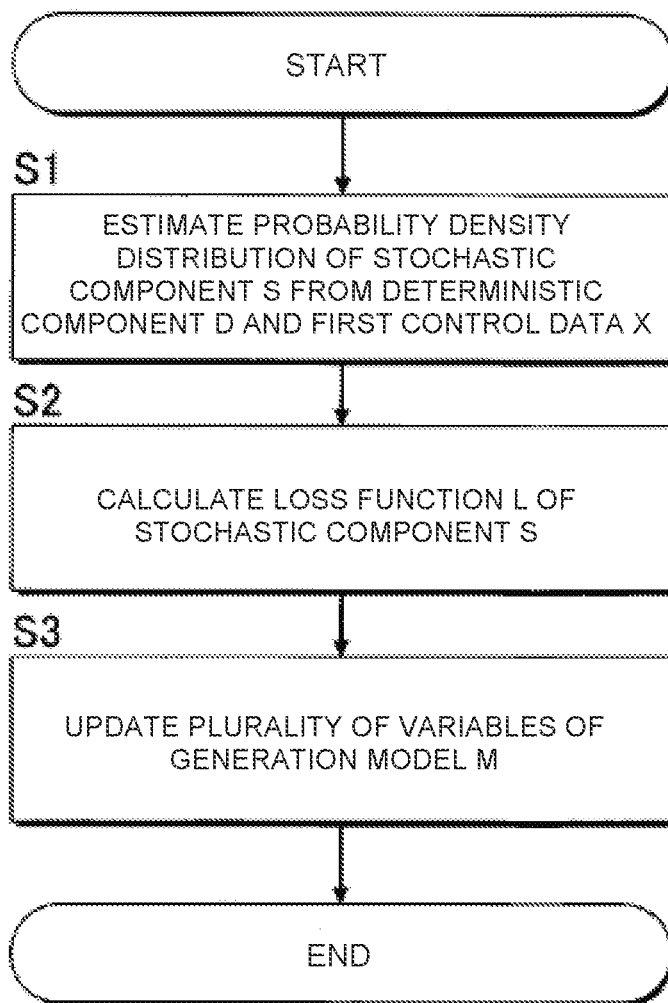 START
S1
ESTIMATE PROBABILITY DENSITY
DISTRIBUTION OF STOCHASTIC
COMPONENT S FROM DETERMINISTIC
COMPONENT D AND FIRST CONTROL DATA X
S2
CALCULATE LOSS FUNCTION L OF
STOCHASTIC COMPONENT S
S3
UPDATE PLURALITY OF VARIABLES OF
GENERATION MODEL M
END